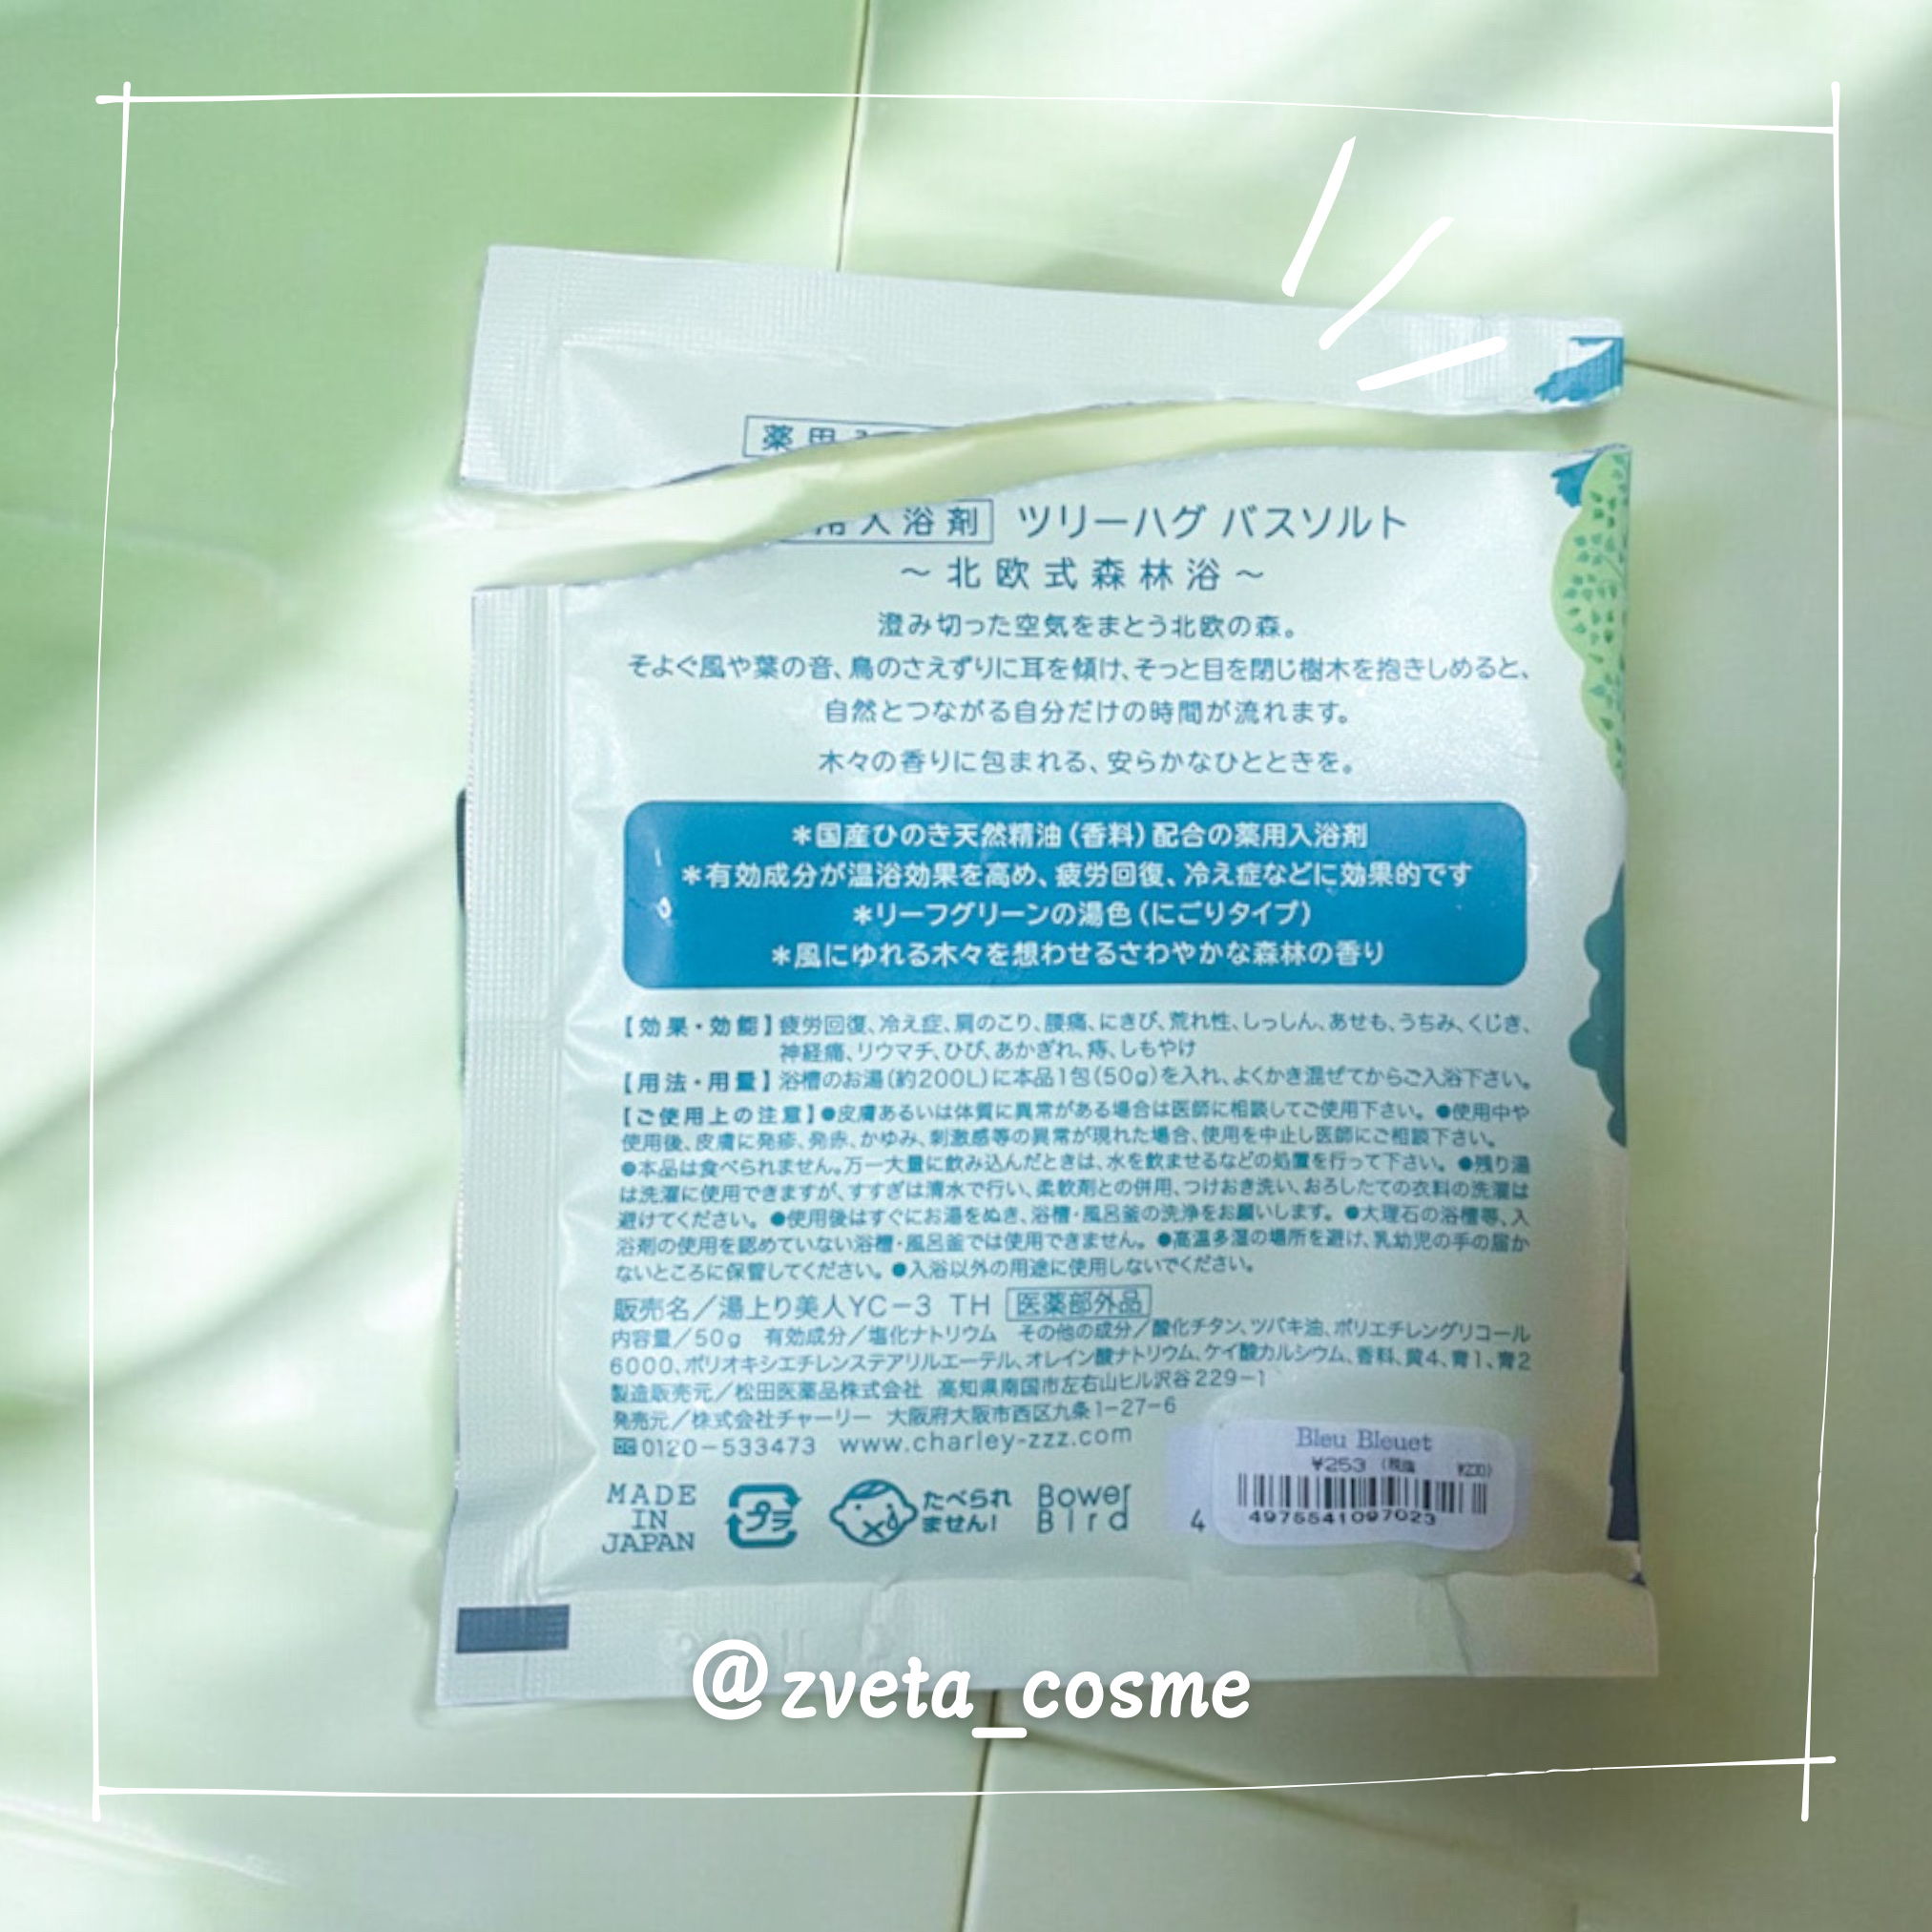 薬用
用入浴剤 ツリーハグ バスソルト
～北欧式森林浴～
澄み切った空気をまとう北欧の森。
そよぐ風や葉の音、鳥のさえずりに耳を傾け、そっと目を閉じ樹木を抱きしめると、
自然とつながる自分だけの時間が流れます。
木々の香りに包まれる、安らかなひとときを。
＊国産ひのき天然精油（香料）配合の薬用入浴剤
＊有効成分が温浴効果を高め、疲労回復、冷え症などに効果的です
＊リーフグリーンの湯色（にごりタイプ）
＊風にゆれる木々を想わせるさわやかな森林の香り
【効果・効能】疲労回復、冷え症、肩のこり、腰痛、にきび、荒れ性、しっしん、あせも、うちみ、くじき、
神経痛、リウマチ、ひび、あかぎれ、痔、しもやけ
【用法・用量】浴槽のお湯（約200L）に本品1包（50g）を入れ、よくかき混ぜてからご入浴下さい。
【ご使用上の注意】●皮膚あるいは体質に異常がある場合は医師に相談してご使用下さい。●使用中や
使用後、皮膚に発疹、発赤、かゆみ、刺激感等の異常が現れた場合、使用を中止し医師にご相談下さい。
●本品は食べられません。万一大量に飲み込んだときは、水を飲ませるなどの処置を行って下さい。●残り湯
は洗濯に使用できますが、すすぎは清水で行い、柔軟剤との併用、つけおき洗い、おろしたての衣料の洗濯は
避けてください。●使用後はすぐにお湯をぬき、浴槽・風呂釜の洗浄をお願いします。●大理石の浴槽等、入
浴剤の使用を認めていない浴槽・風呂釜では使用できません。●高温多湿の場所を避け、乳幼児の手の届か
ないところに保管してください。●入浴以外の用途に使用しないでください。
販売名／湯上り美人YC－3 TH 医薬部外品
内容量／50g 有効成分／塩化ナトリウム その他の成分／酸化チタン、ツバキ油、ポリエチレングリコール
6000、ポリオキシエチレンステアリルエーテル、オレイン酸ナトリウム、ケイ酸カルシウム、香料、黄4、青1、青2
製造販売元／松田医薬品株式会社 高知県南国市左右山ヒル沢谷229－1
発売元／株式会社チャーリー 大阪府大阪市西区九条1－27－6
0120－533473 www.charley-zzz.com
MADE
IN
JAPAN
プラ
たべられ
ません！
Bower
Bird
4
Bleu Bleuet
¥253 (税抜 ¥230)
4975541097023
@zveta_cosme